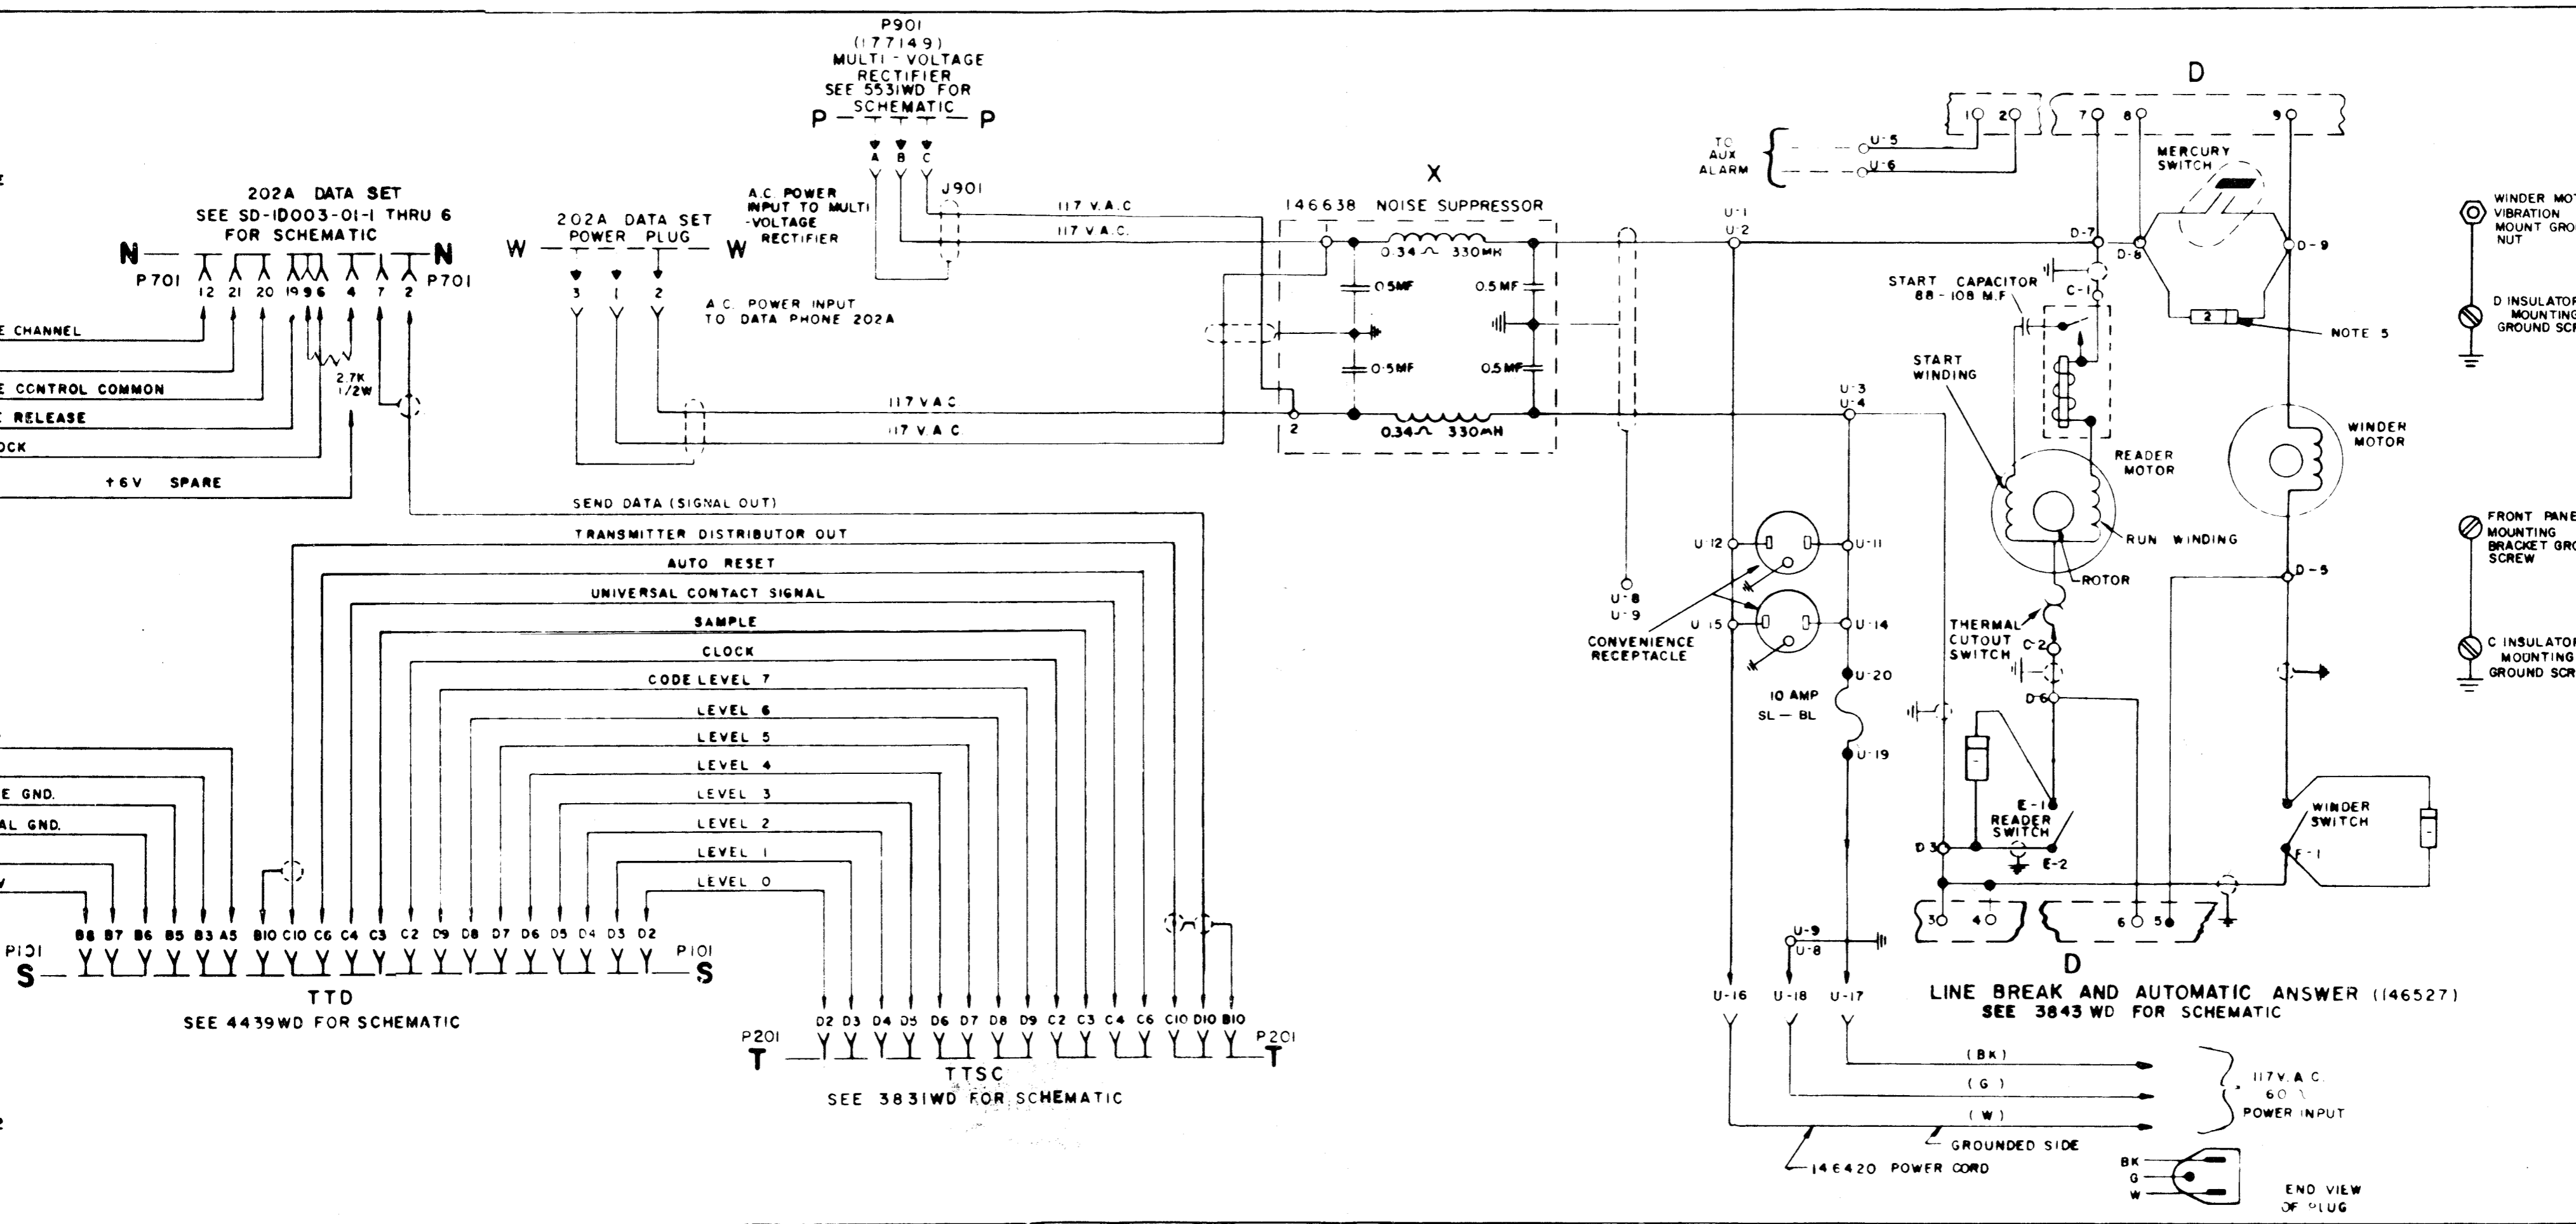 P901
(177149)
MULTI-VOLTAGE
RECTIFIER
SEE 5531WD FOR
SCHEMATIC
P P
A B C
J901
A.C. POWER
INPUT TO MULTI
-VOLTAGE
RECTIFIER
117 V.A.C
117 V.A.C.
202A DATA SET
SEE SD-1D003-01-1 THRU 6
FOR SCHEMATIC
N N
P701 P701
12 21 20 19 9 6 4 7 2
2.7K
1/2W
202A DATA SET
POWER PLUG
W W
3 1 2
A.C. POWER INPUT
TO DATA PHONE 202A
117 V A C
117 V.A.C.
E CHANNEL
E CONTROL COMMON
E RELEASE
OCK
+6V SPARE
SEND DATA (SIGNAL OUT)
TRANSMITTER DISTRIBUTOR OUT
AUTO RESET
UNIVERSAL CONTACT SIGNAL
SAMPLE
CLOCK
CODE LEVEL 7
LEVEL 6
LEVEL 5
LEVEL 4
LEVEL 3
LEVEL 2
LEVEL 1
LEVEL 0
E GND.
AL GND.
V
B8 B7 B6 B5 B3 A5 B10 C10 C6 C4 C3 C2 D9 D8 D7 D6 D5 D4 D3 D2
P101 P101
S S
TTD
SEE 4439WD FOR SCHEMATIC
D2 D3 D4 D5 D6 D7 D8 D9 C2 C3 C4 C6 C10 D10 B10
P201 P201
T T
TTSC
SEE 3831WD FOR SCHEMATIC
X
146638 NOISE SUPPRESSOR
0.34Ω 330MH
0.5MF 0.5MF
0.5MF 0.5MF
2
0.34Ω 330MH
TO
AUX
ALARM
U-5
U-6
U-1
U-2
U-3
U-4
U-12 U-11
U-15 U-14
U-8
U-9
CONVENIENCE
RECEPTACLE
U-20
10 AMP
SL-BL
U-19
U-9
U-8
U-16 U-18 U-17
D
1 2 7 8 9
MERCURY
SWITCH
D-7
D-8
D-9
START CAPACITOR
88-108 M.F
C-1
2
NOTE 5
START
WINDING
READER
MOTOR
WINDER
MOTOR
RUN WINDING
ROTOR
D-5
THERMAL
CUTOUT
SWITCH
C-2
D-6
E-1
READER
SWITCH
E-2
D3
WINDER
SWITCH
F-1
3 4 6 5
D
LINE BREAK AND AUTOMATIC ANSWER (146527)
SEE 3843WD FOR SCHEMATIC
(BK)
(G)
(W)
117V.A.C.
60
POWER INPUT
GROUNDED SIDE
146420 POWER CORD
BK
G
W
END VIEW
OF PLUG
WINDER MOT
VIBRATION
MOUNT GRO
NUT
D INSULATOR
MOUNTING
GROUND SCR
FRONT PANE
MOUNTING
BRACKET GRO
SCREW
C INSULATOR
MOUNTING
GROUND SCR